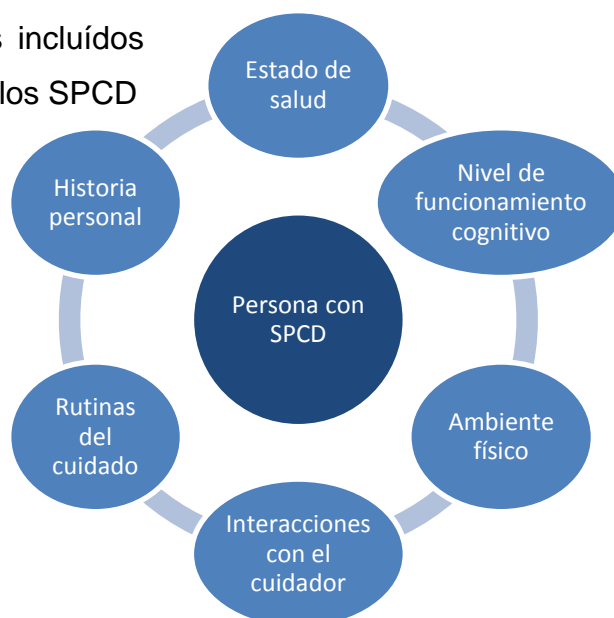 s incluídos
los SPCD
Estado de
salud
Nivel de
funcionamiento
cognitivo
Ambiente
físico
Interacciones
con el
cuidador
Rutinas
del
cuidado
Historia
personal
Persona con
SPCD